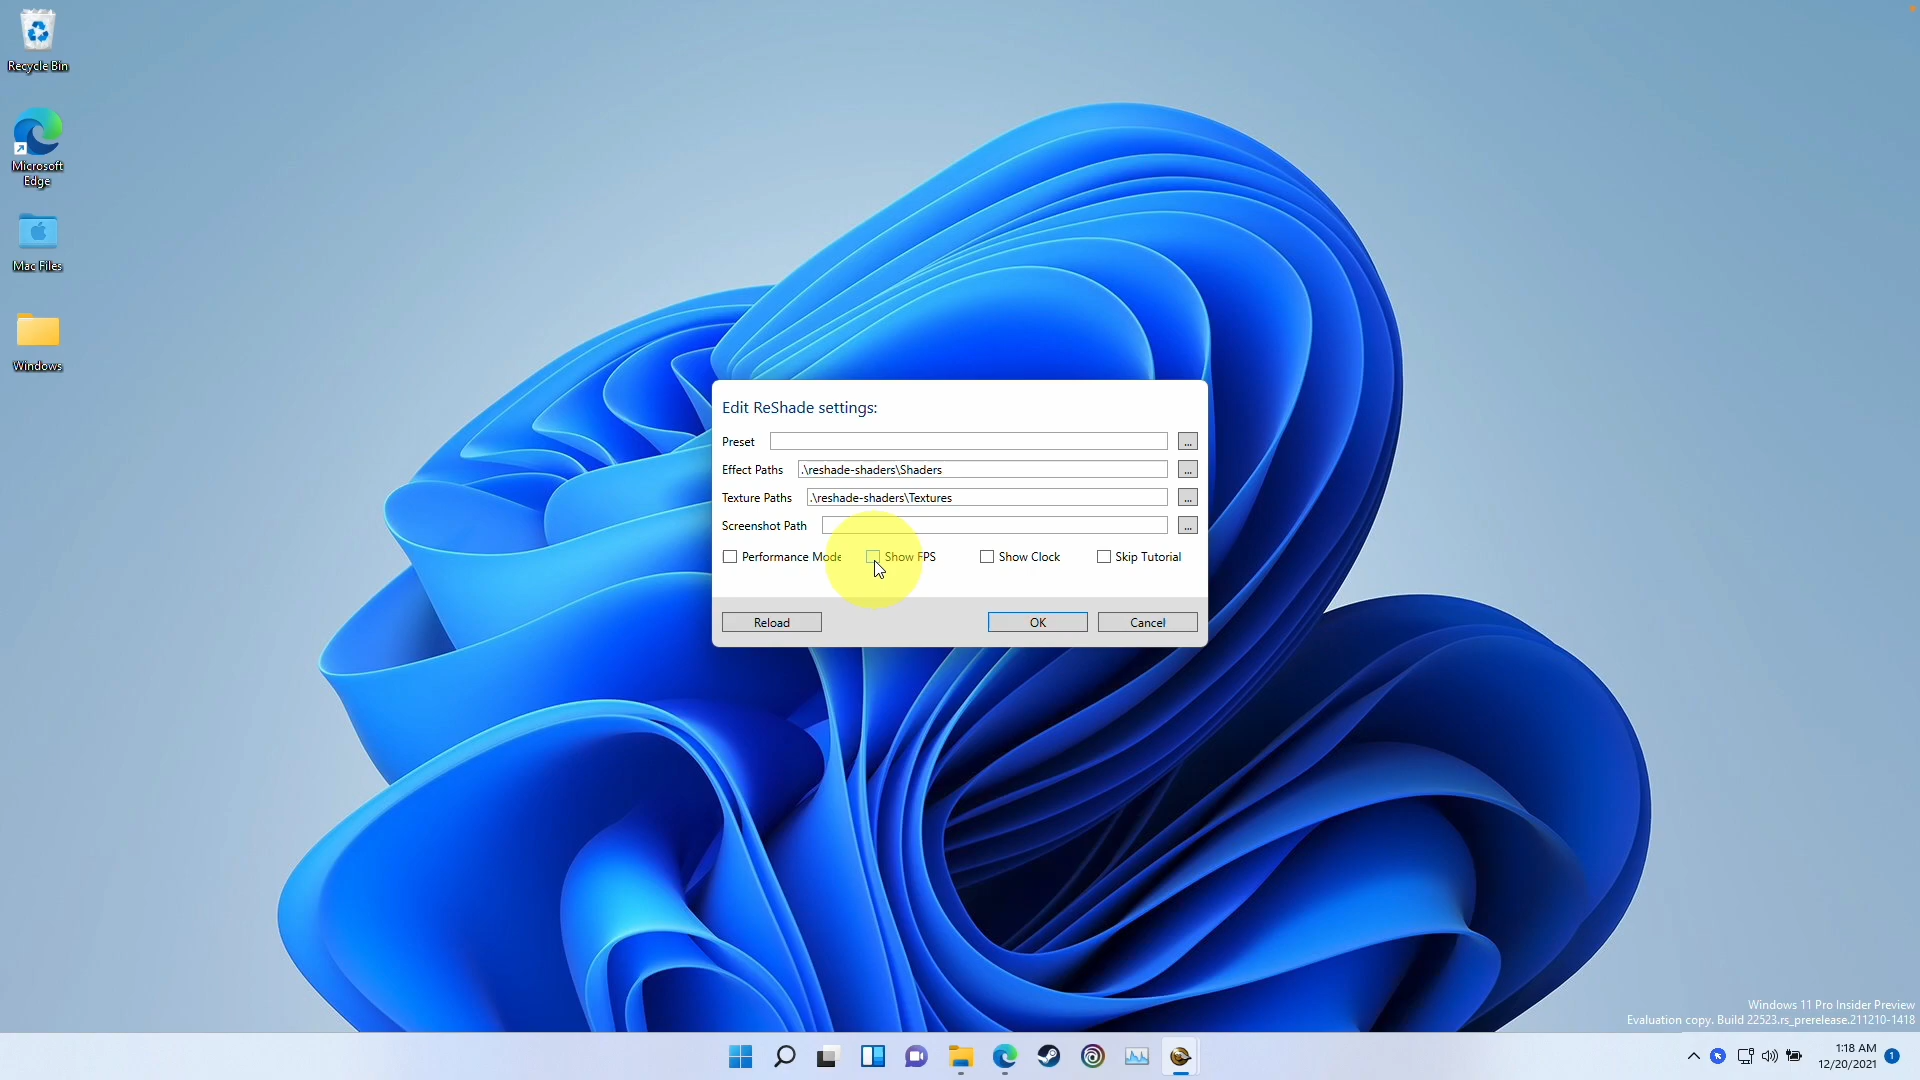 Recycle Bin
Microsoft
Edge
Mac Files
Windows
Edit ReShade settings:
Preset
...
Effect Paths
.\reshade-shaders\Shaders
...
Texture Paths
.\reshade-shaders\Textures
...
Screenshot Path
...
Performance Mode
Show FPS
Show Clock
Skip Tutorial
Reload
OK
Cancel
Windows 11 Pro Insider Preview
Evaluation copy. Build 22523.rs_prerelease.211210-1418
1:18 AM
12/20/2021
1